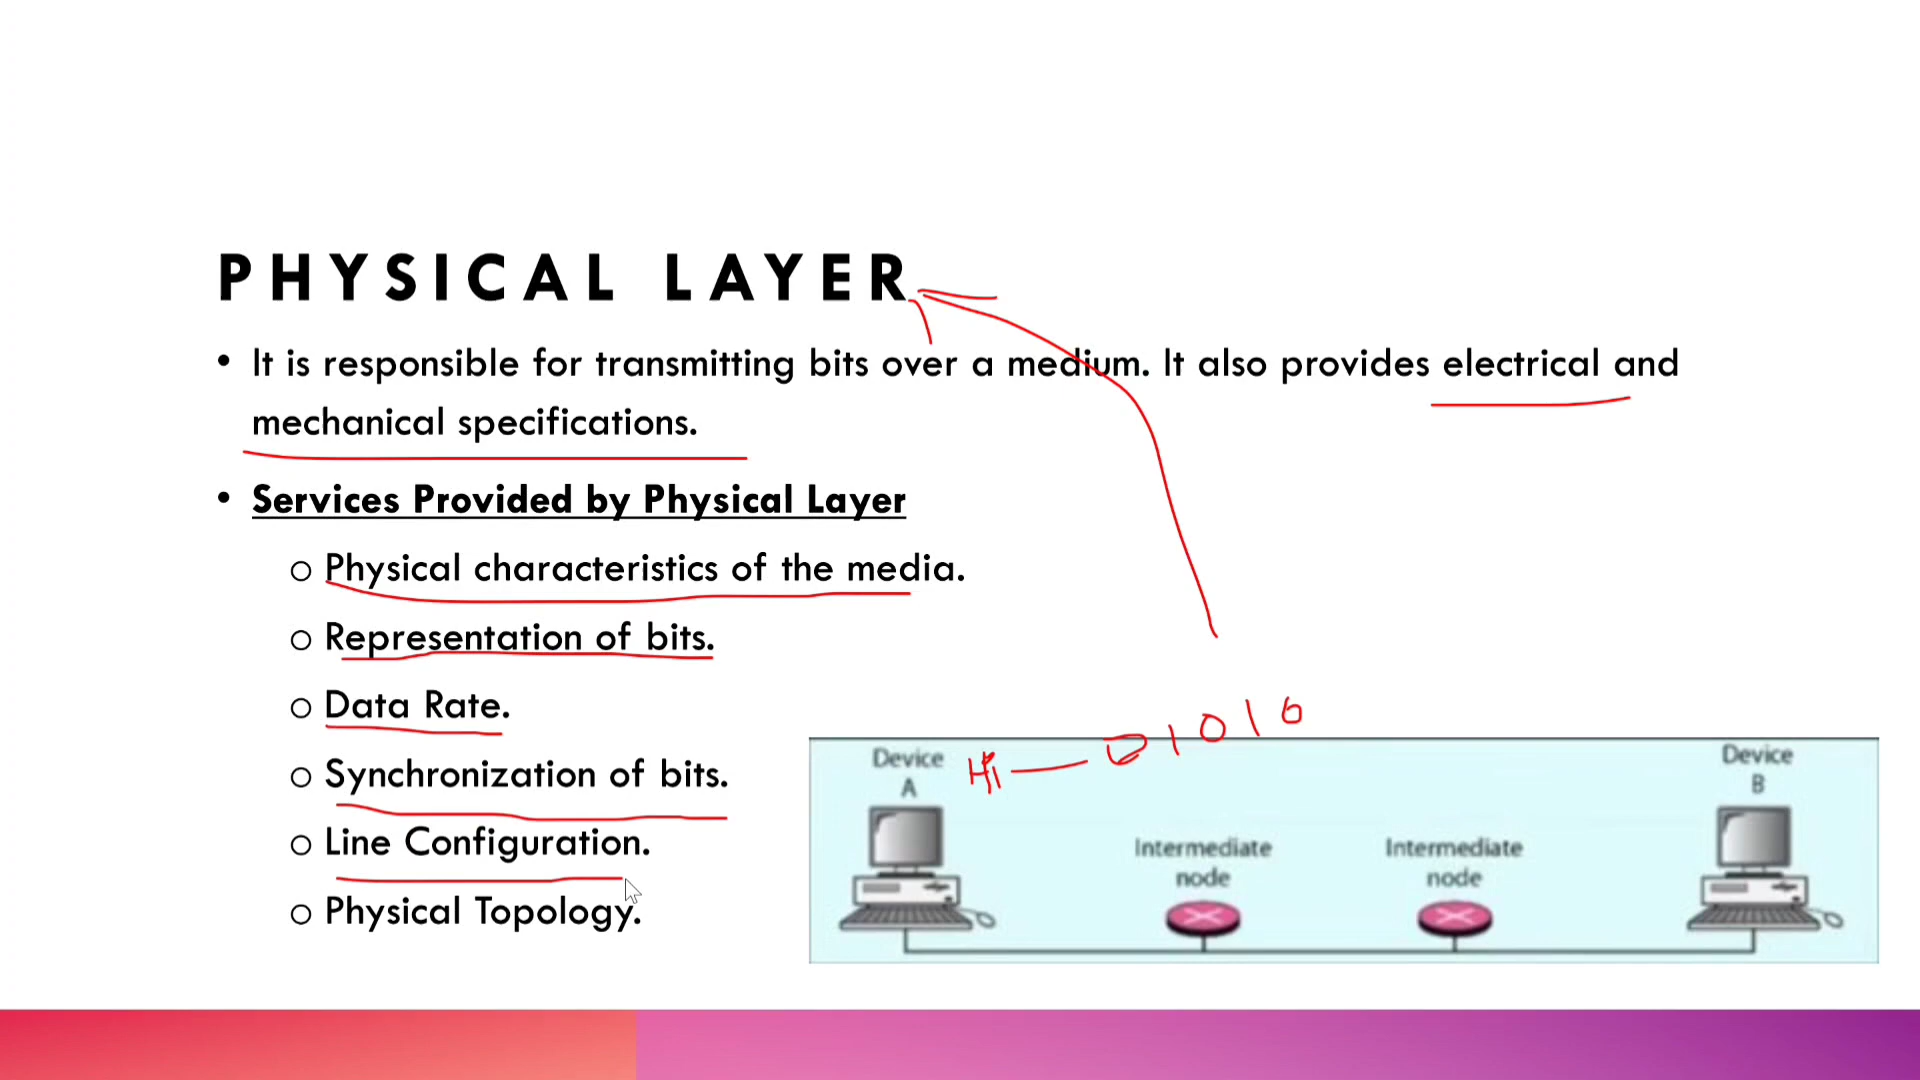 PHYSICAL LAYER
• It is responsible for transmitting bits over a medium. It also provides electrical and
mechanical specifications.
• Services Provided by Physical Layer
o Physical characteristics of the media.
o Representation of bits.
o Data Rate.
o Synchronization of bits.
o Line Configuration.
o Physical Topology.
Hi — 01010
Device
A
Device
B
Intermediate
node
Intermediate
node